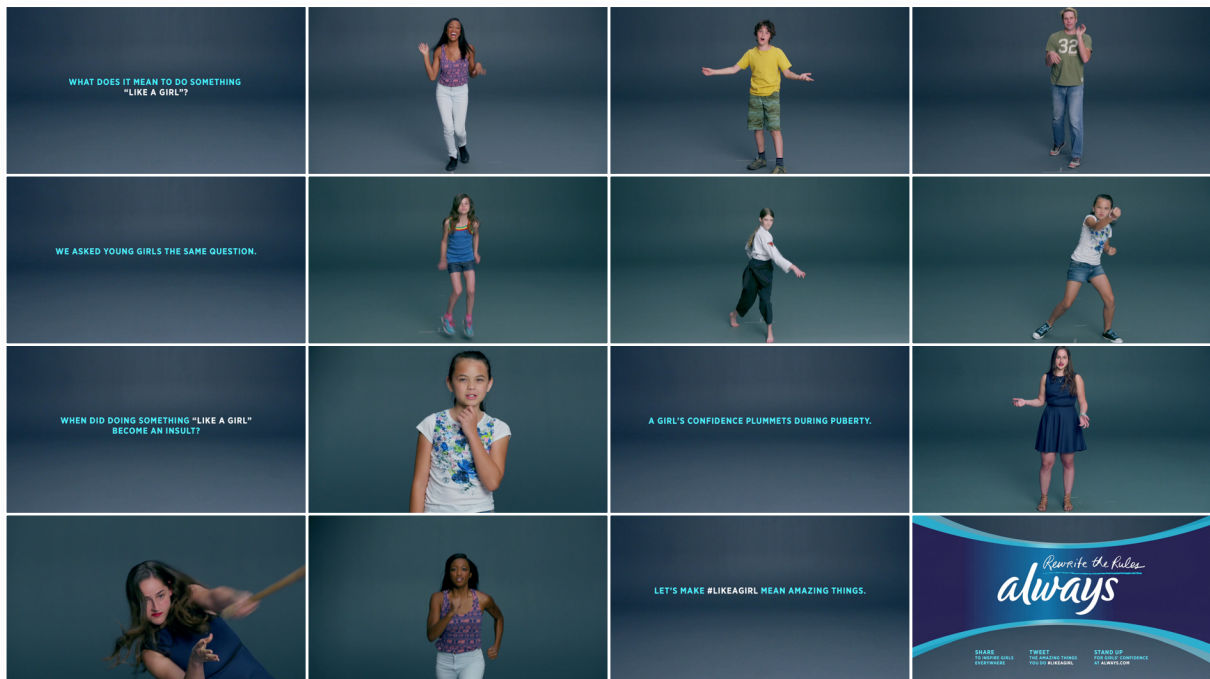 WHAT DOES IT MEAN TO DO SOMETHING
“LIKE A GIRL”?
32
WE ASKED YOUNG GIRLS THE SAME QUESTION.
WHEN DID DOING SOMETHING “LIKE A GIRL”
BECOME AN INSULT?
A GIRL'S CONFIDENCE PLUMMETS DURING PUBERTY.
LET'S MAKE #LIKEAGIRL MEAN AMAZING THINGS.
Rewrite the Rules
always
SHARE
TO INSPIRE GIRLS
EVERYWHERE
TWEET
THE AMAZING THINGS
YOU DO #LIKEAGIRL
STAND UP
FOR GIRLS' CONFIDENCE
AT ALWAYS.COM